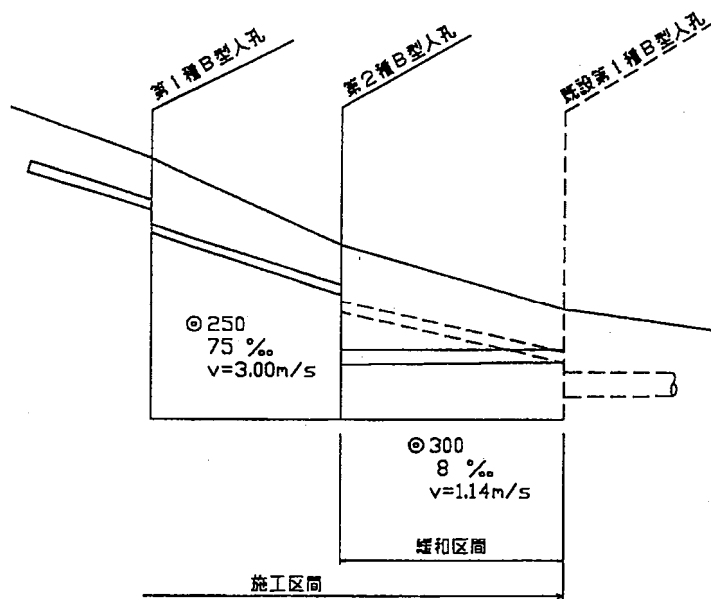 第1種B型人孔
第2種B型人孔
既設第1種B型人孔
◎250
75 ‰
v=3.00m/s
◎300
8 ‰
v=1.14m/s
緩和区間
施工区間